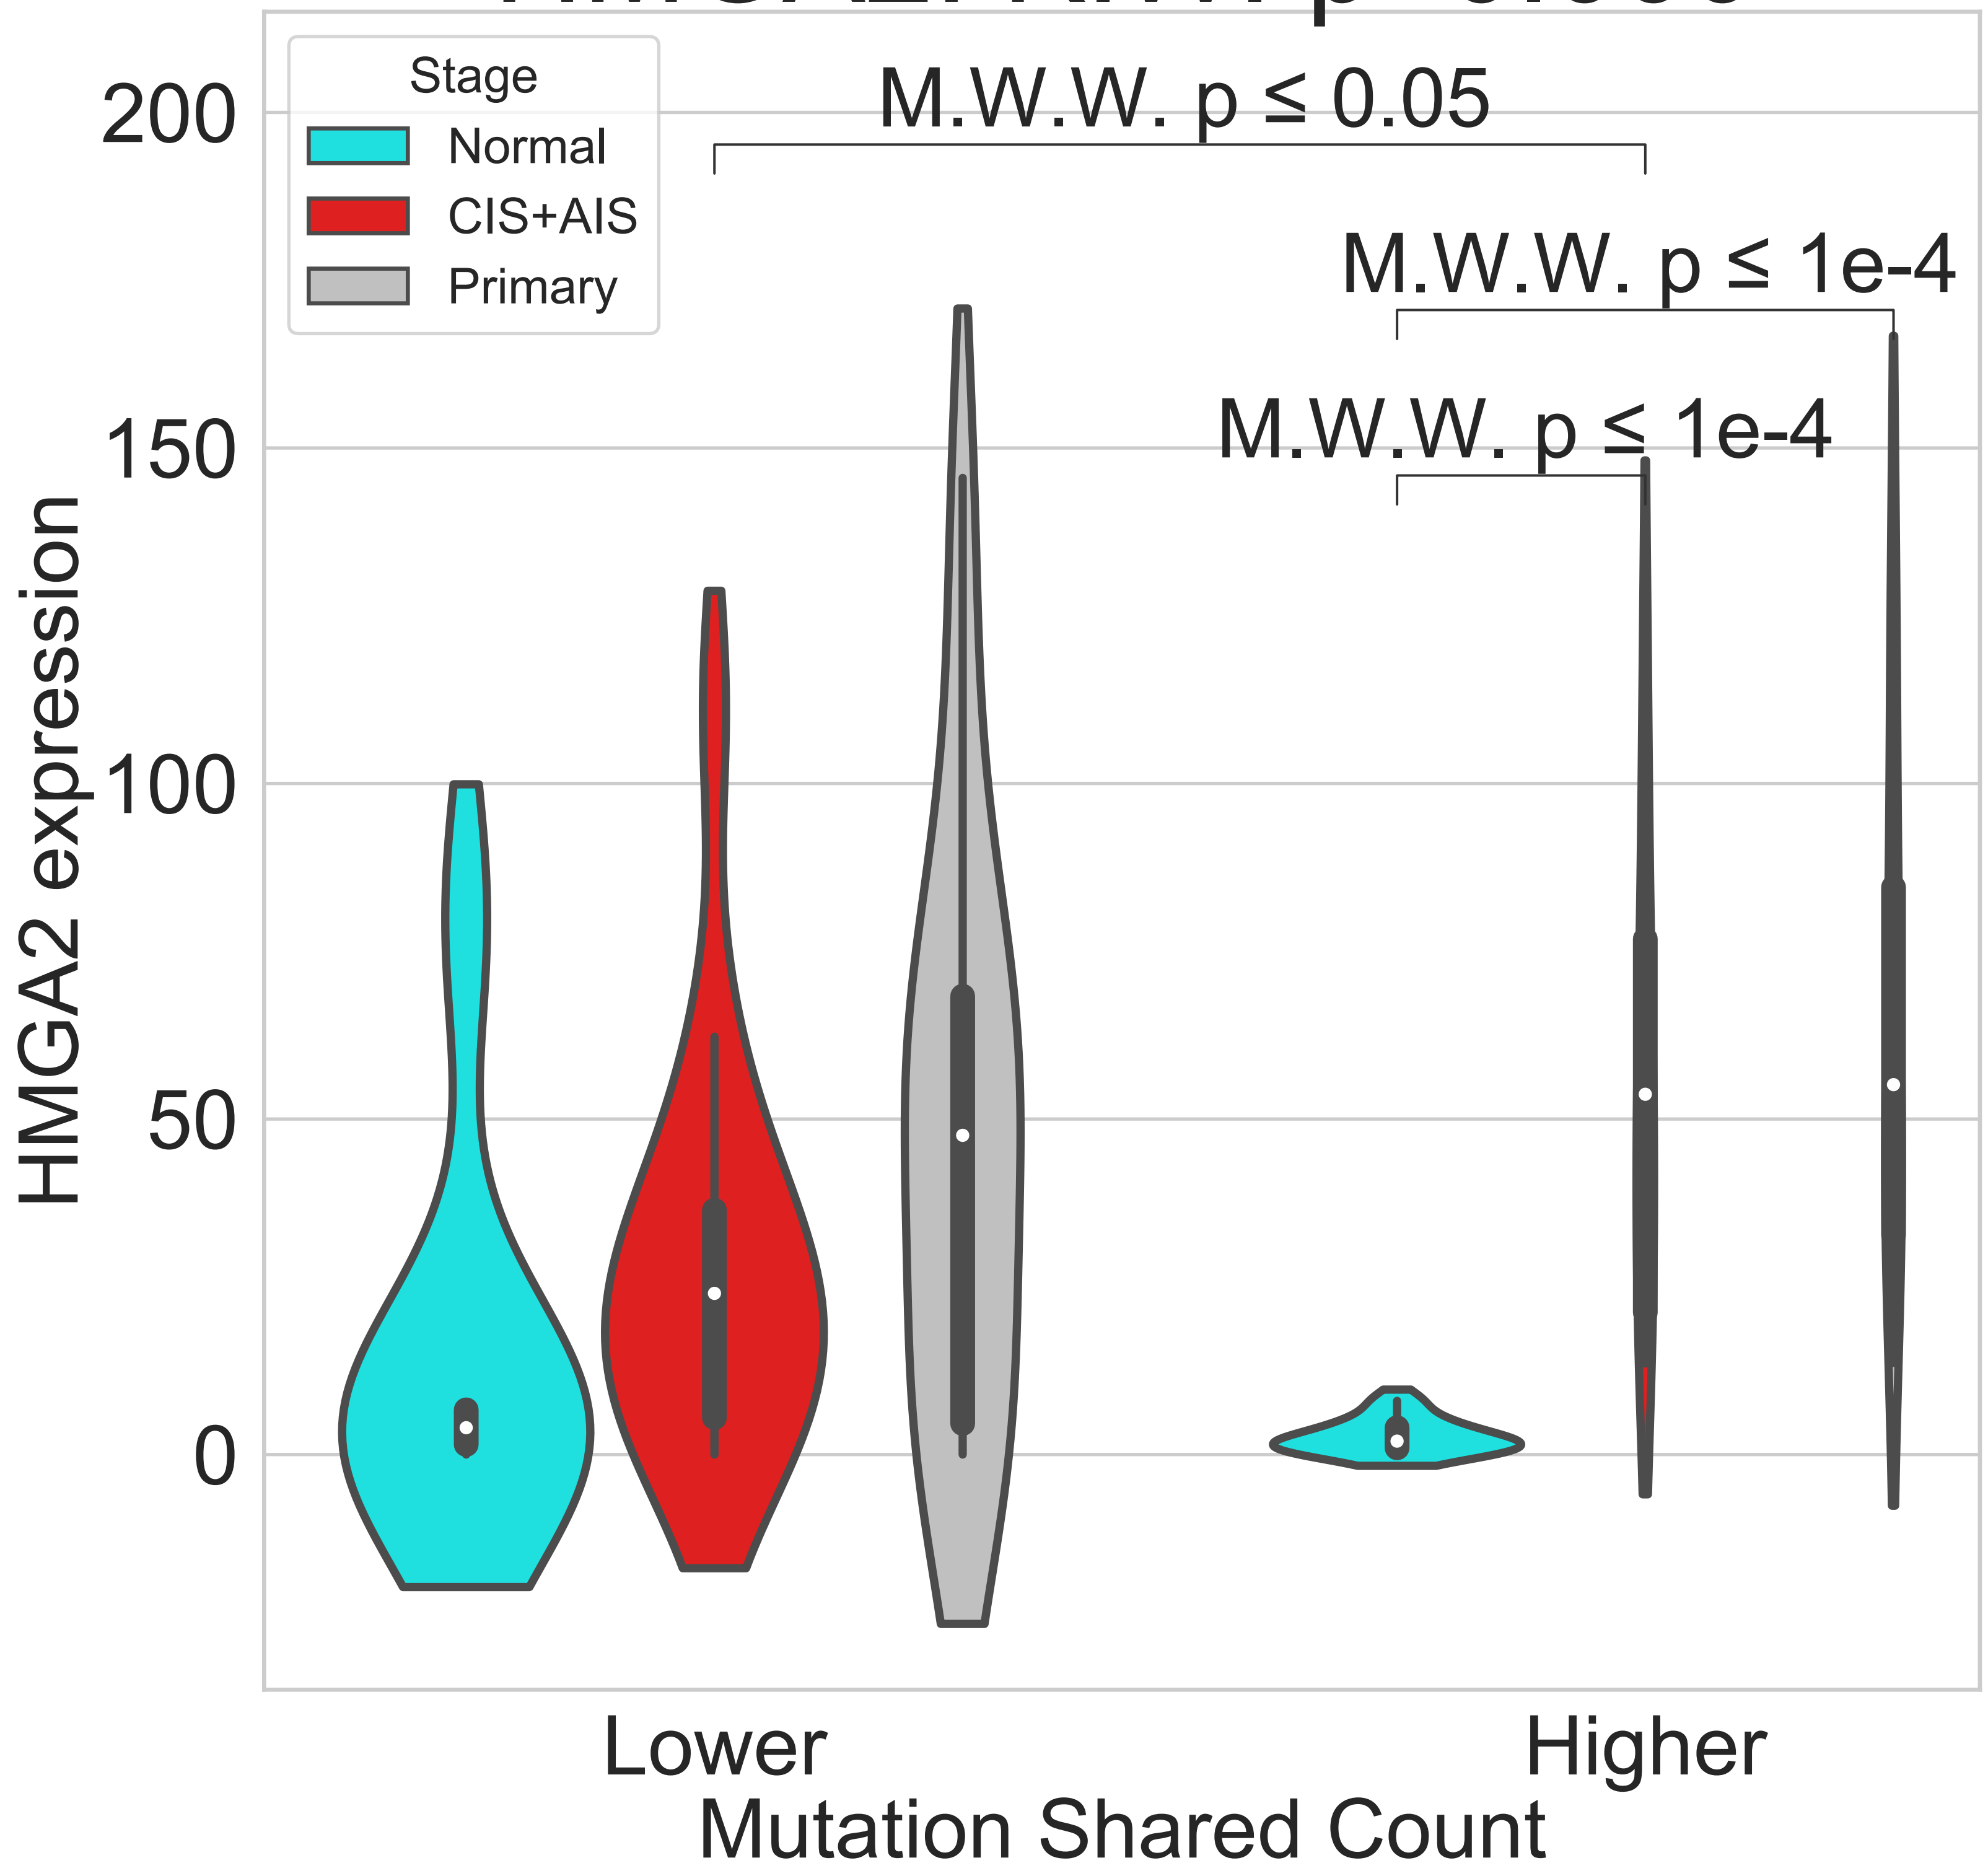 M.W.W. p ≤ 0.05
Stage
Normal
CIS+AIS
Primary
M.W.W. p ≤ 1e-4
M.W.W. p ≤ 1e-4
200
150
100
50
0
HMGA2 expression
Lower
Higher
Mutation Shared Count